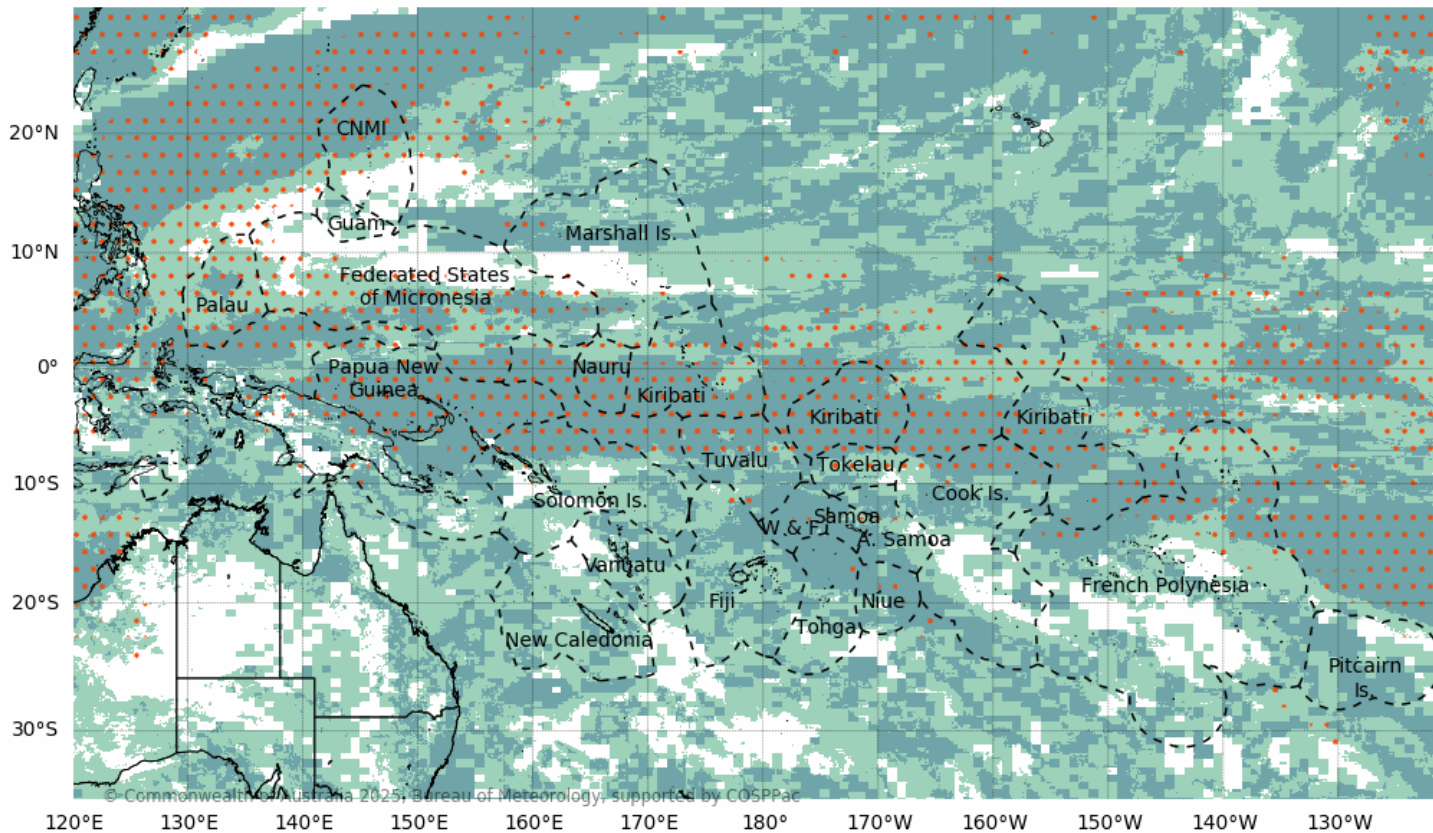 20°N
CNMI
Guam
Marshall Is.
10°N
Federated States
of Micronesia
Palau
0°
Papua New
Guinea
Nauru
Kiribati
Kiribati
Kiribati
Tuvalu
Tokelau
10°S
Solomon Is.
Cook Is.
Samoa
W & F.
A. Samoa
Vanuatu
French Polynesia
20°S
Fiji
Niue
Tonga
New Caledonia
Pitcairn
Is.
30°S
© Commonwealth of Australia 2025, Bureau of Meteorology, supported by COSPPac
120°E 130°E 140°E 150°E 160°E 170°E 180° 170°W 160°W 150°W 140°W 130°W